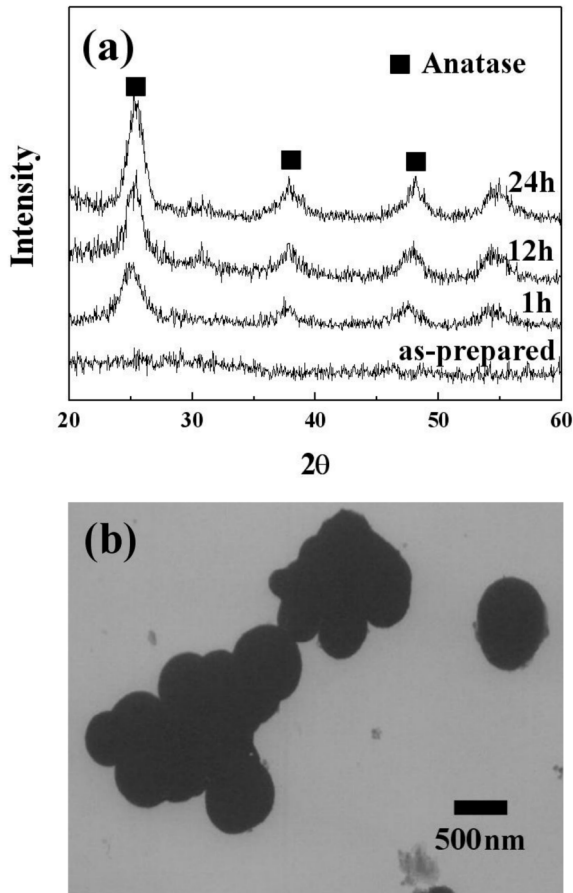 (a)
■ Anatase
24h
12h
1h
as-prepared
Intensity
20 30 40 50 60
2θ
(b)
500nm